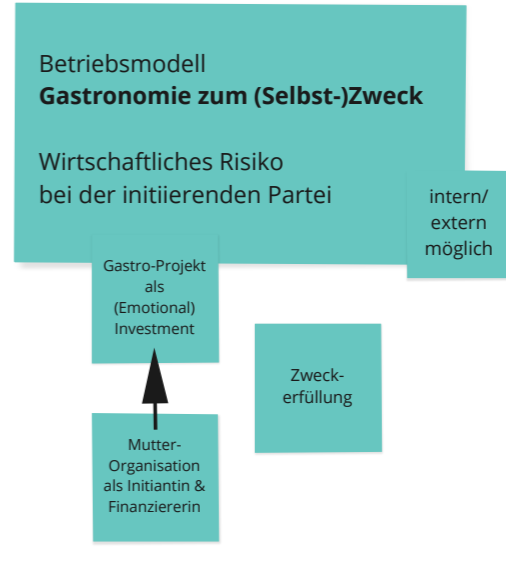 Betriebsmodell
Gastronomie zum (Selbst-)Zweck
Wirtschaftliches Risiko
bei der initiierenden Partei
intern/
extern
möglich
Gastro-Projekt
als
(Emotional)
Investment
Zweck-
erfüllung
Mutter-
Organisation
als Initiantin &
Finanziererin